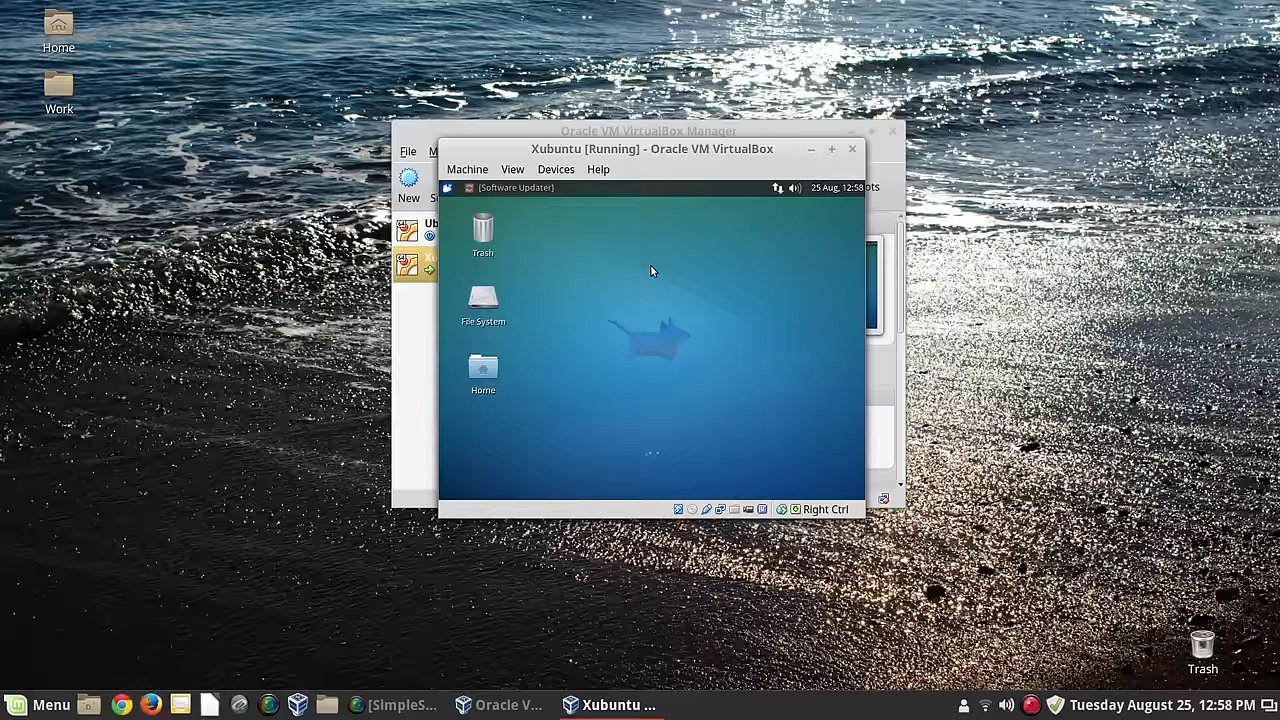 Home
Work
Oracle VM VirtualBox Manager
File
New
Xubuntu [Running] - Oracle VM VirtualBox
Machine View Devices Help
[Software Updater]
25 Aug, 12:58
Trash
File System
Home
Right Ctrl
Trash
Menu
[SimpleS...
Oracle V...
Xubuntu ...
Tuesday August 25, 12:58 PM